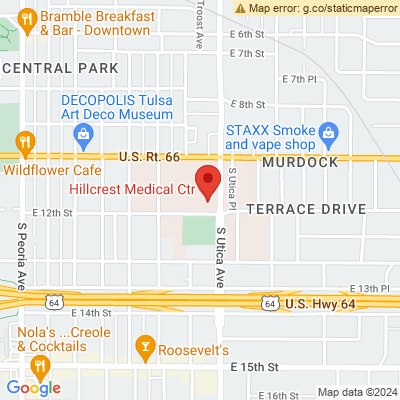 Map error: g.co/staticmaperror
Bramble Breakfast
& Bar - Downtown
Troost Ave
E 6th St
E 7th St
E 7th Pl
CENTRAL PARK
E 8th St
DECOPOLIS Tulsa
Art Deco Museum
STAXX Smoke
and vape shop
U.S. Rt. 66
MURDOCK
Wildflower Cafe
Hillcrest Medical Ctr
S Utica Pl
E 12th St
TERRACE DRIVE
S Peoria Ave
S Utica Ave
E 13th Pl
64
64
U.S. Hwy 64
E 14th St
Nola's ...Creole
& Cocktails
Roosevelt's
E 15th St
Google
Map data ©2024